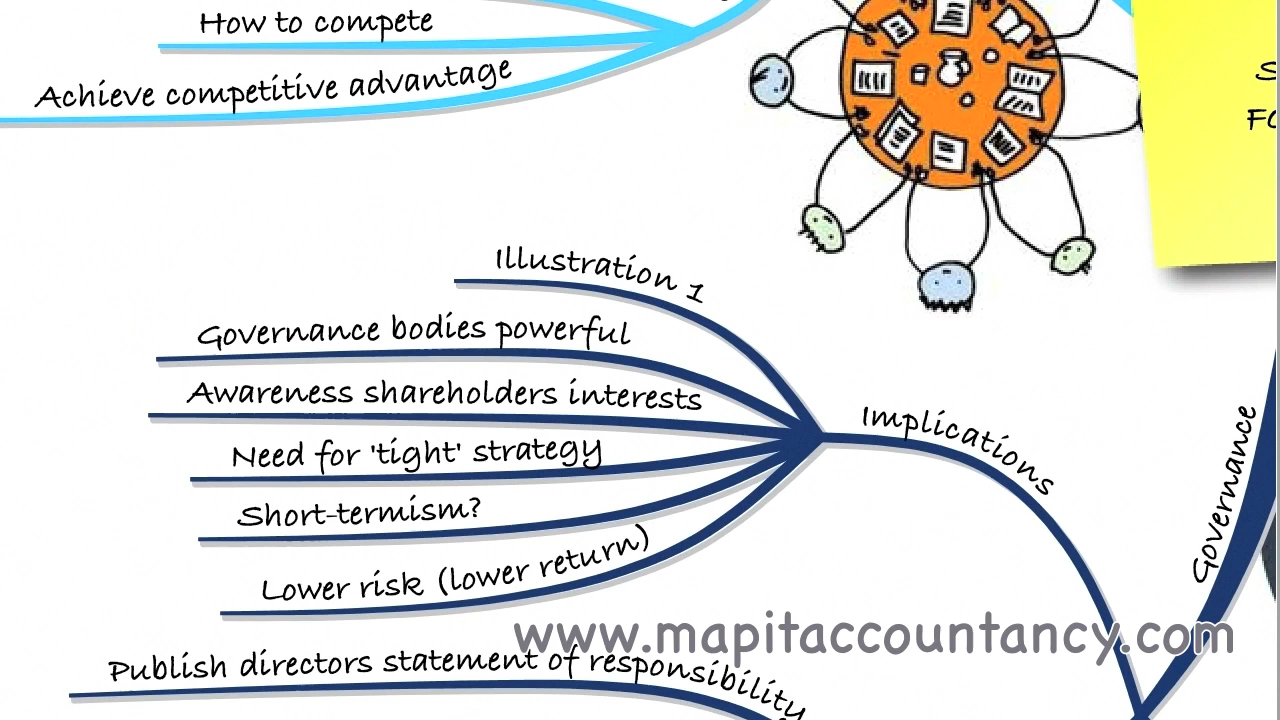 How to compete
Achieve competitive advantage
Illustration 1
Governance bodies powerful
Awareness shareholders interests
Need for 'tight' strategy
Short-termism?
Lower risk (lower return)
Implications
Governance
www.mapitaccountancy.com
Publish directors statement of responsibility